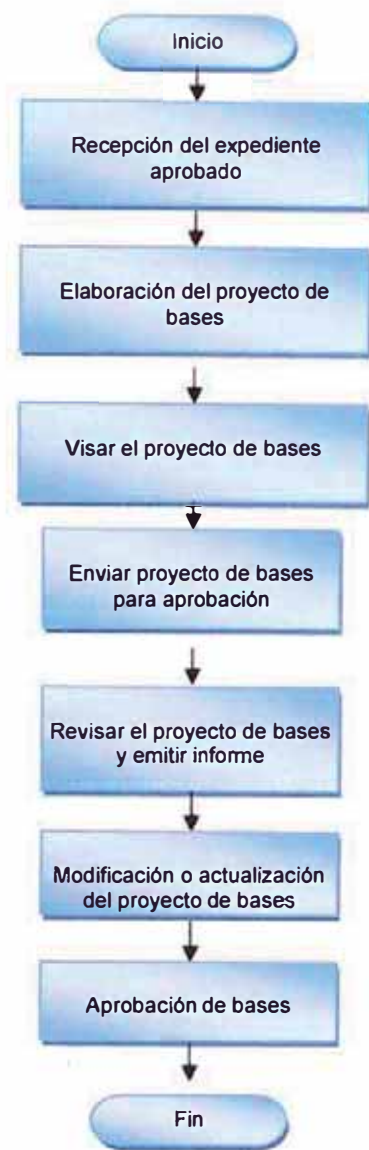 Inicio
Recepción del expediente
aprobado
Elaboración del proyecto de
bases
Visar el proyecto de bases
Enviar proyecto de bases
para aprobación
Revisar el proyecto de bases
y emitir informe
Modificación o actualización
del proyecto de bases
Aprobación de bases
Fin